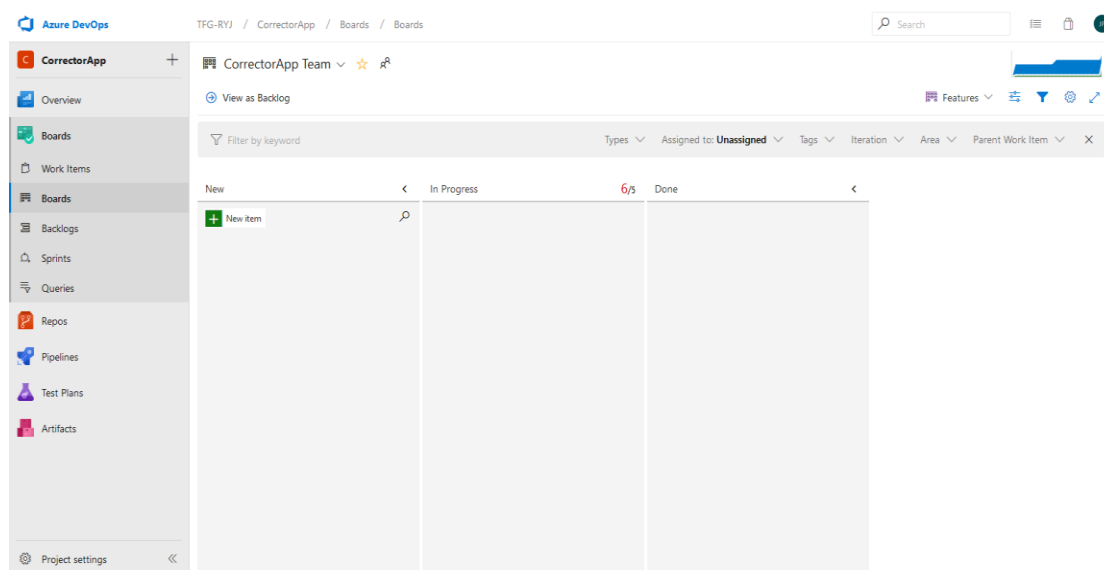 Azure DevOps
TFG-RYJ / CorrectorApp / Boards / Boards
Search
C CorrectorApp
CorrectorApp Team
Overview
View as Backlog
Features
Boards
Filter by keyword
Types Assigned to: Unassigned Tags Iteration Area Parent Work Item
Work Items
New In Progress 6/5 Done
Boards
New item
Backlogs
Sprints
Queries
Repos
Pipelines
Test Plans
Artifacts
Project settings